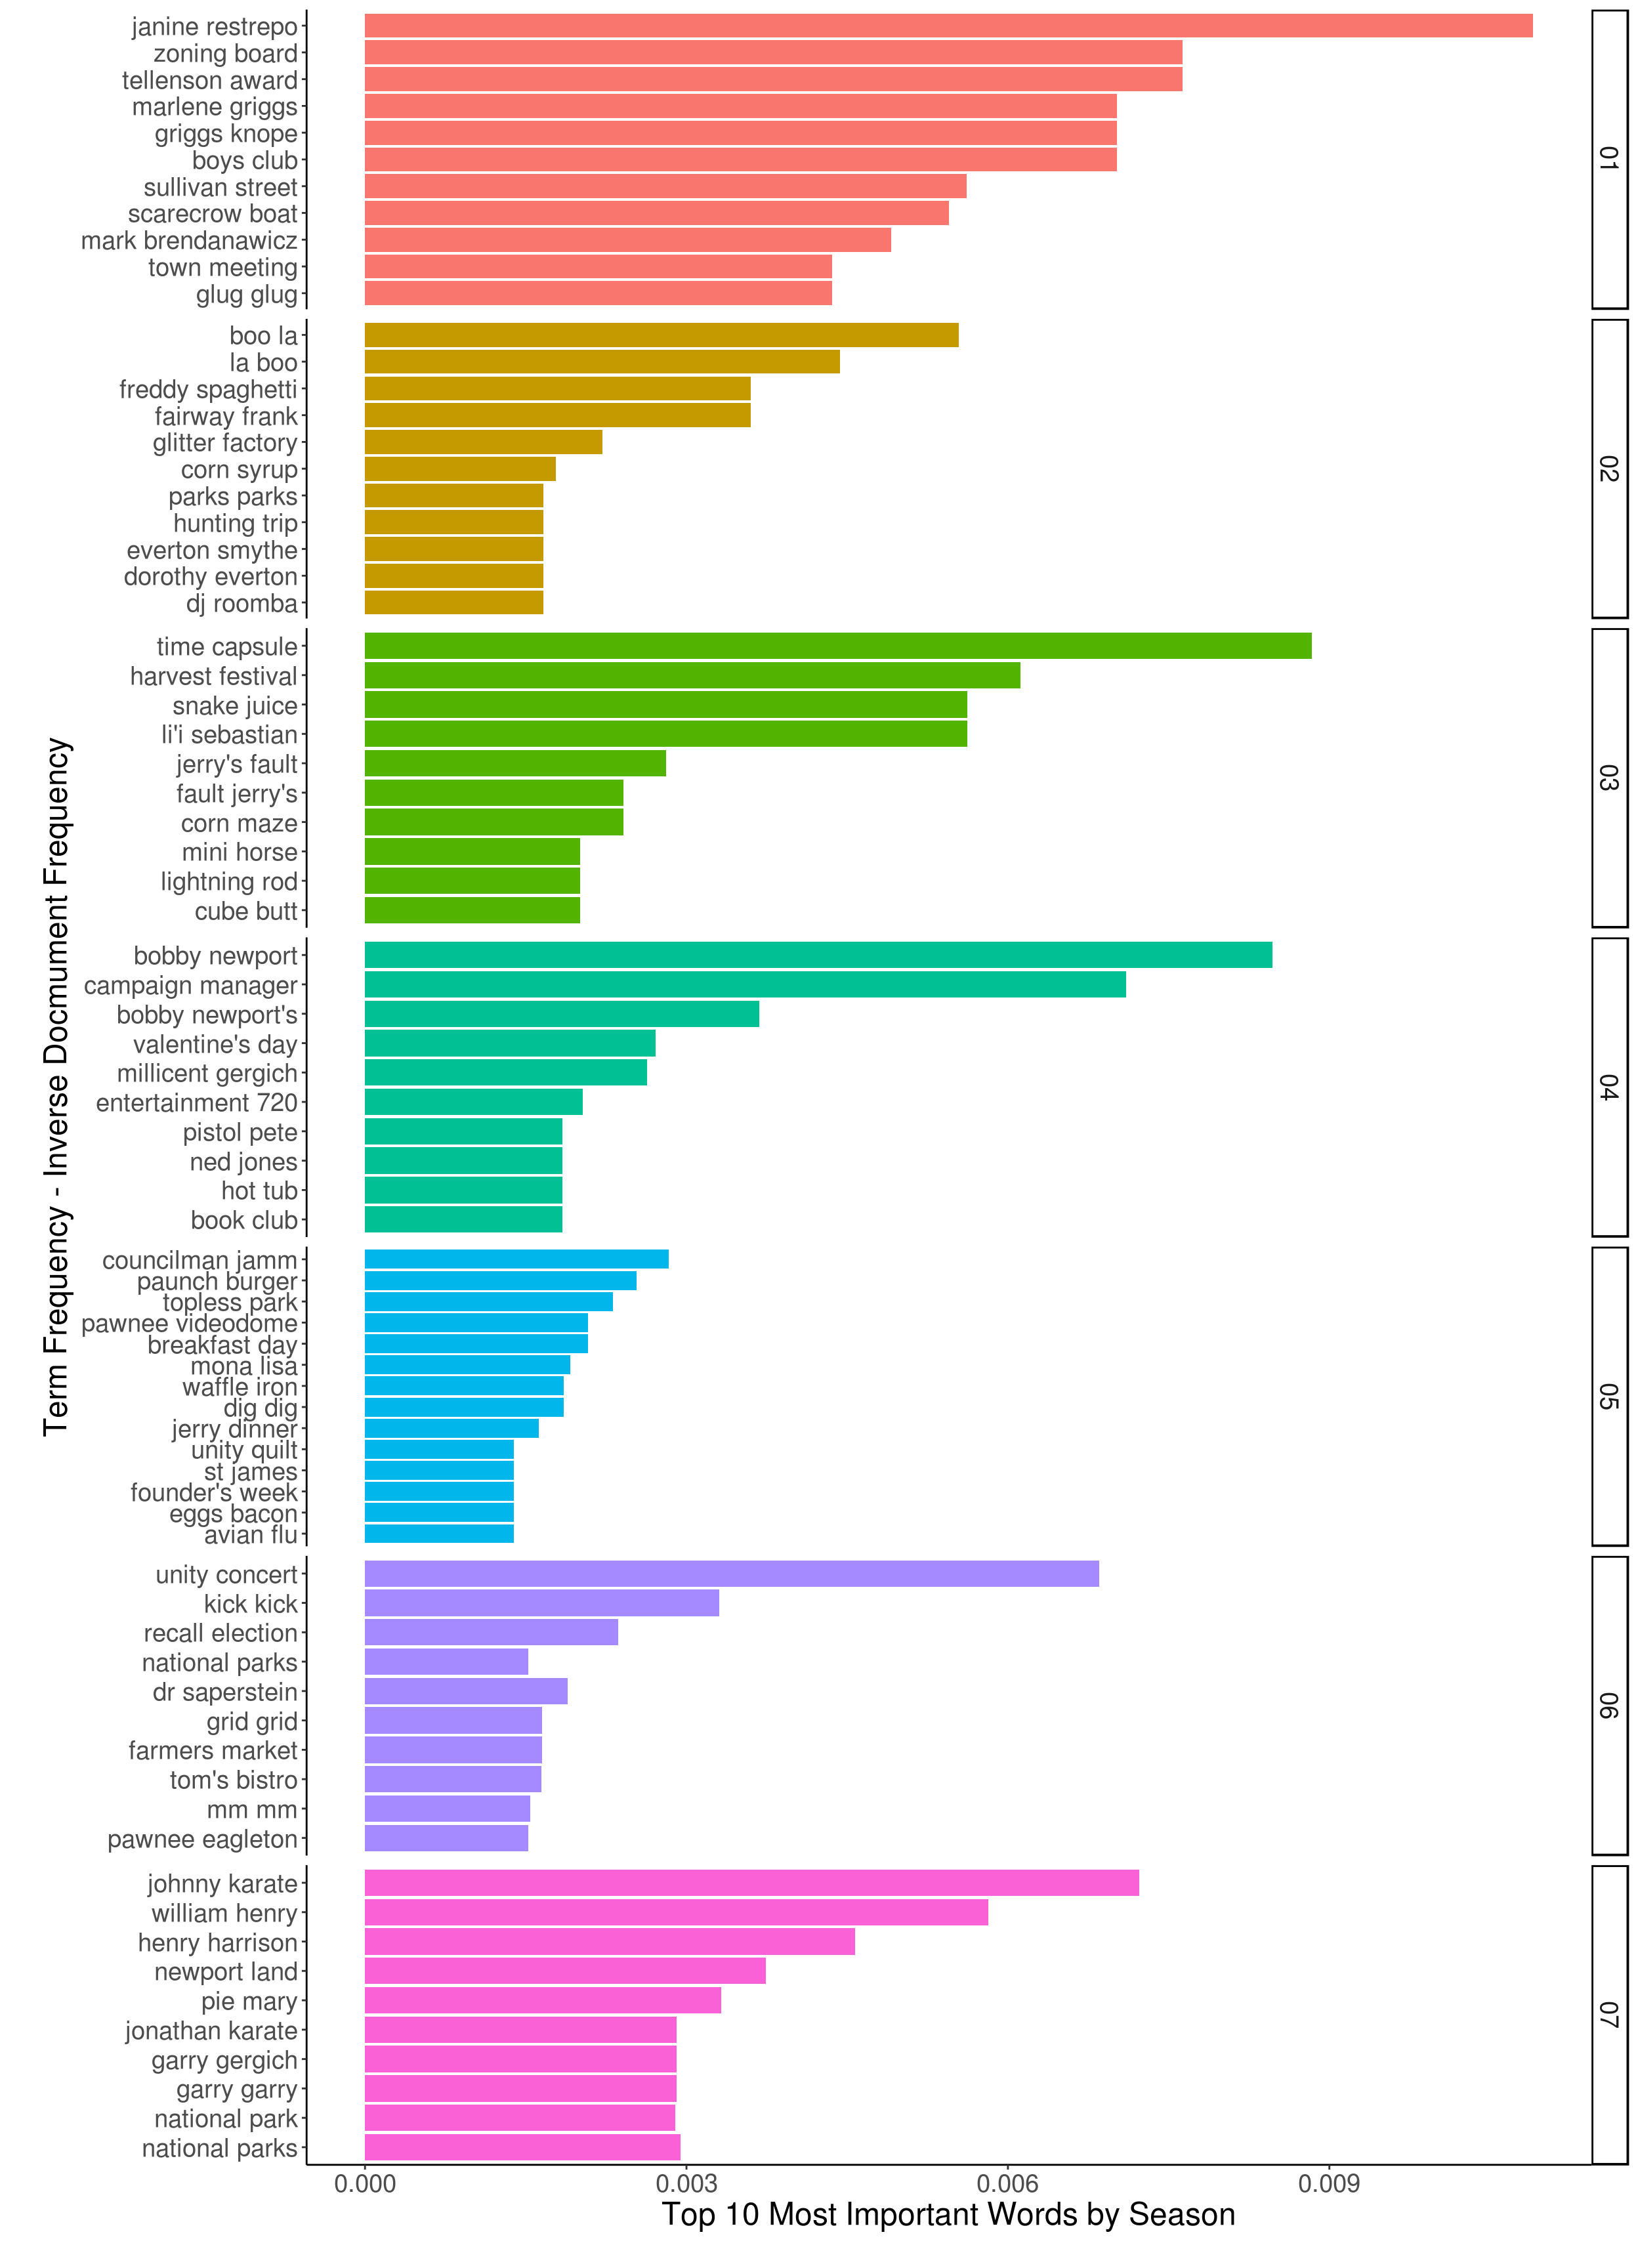 janine restrepo
zoning board
tellenson award
marlene griggs
griggs knope
boys club
sullivan street
scarecrow boat
mark brendanawicz
town meeting
glug glug
01
boo la
la boo
freddy spaghetti
fairway frank
glitter factory
corn syrup
parks parks
hunting trip
everton smythe
dorothy everton
dj roomba
02
time capsule
harvest festival
snake juice
li'i sebastian
jerry's fault
fault jerry's
corn maze
mini horse
lightning rod
cube butt
03
bobby newport
campaign manager
bobby newport's
valentine's day
millicent gergich
entertainment 720
pistol pete
ned jones
hot tub
book club
04
councilman jamm
paunch burger
topless park
pawnee videodome
breakfast day
mona lisa
waffle iron
dig dig
jerry dinner
unity quilt
st james
founder's week
eggs bacon
avian flu
05
unity concert
kick kick
recall election
national parks
dr saperstein
grid grid
farmers market
tom's bistro
mm mm
pawnee eagleton
06
johnny karate
william henry
henry harrison
newport land
pie mary
jonathan karate
garry gergich
garry garry
national park
national parks
07
Term Frequency - Inverse Docmument Frequency
0.000 0.003 0.006 0.009
Top 10 Most Important Words by Season